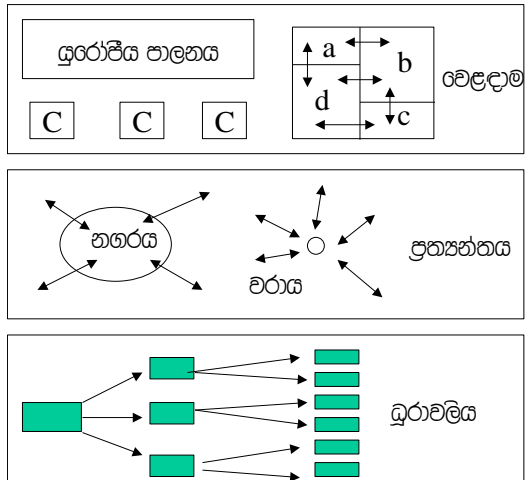 යුරෝපීය පාලනය
C C C
a b
d c
වෙළඳාම
නගරය
වරාය
ප්‍රත්‍යන්තය
ධූරාවලිය